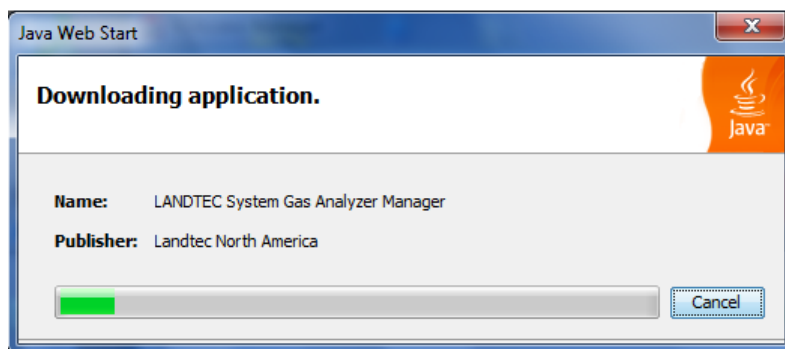 Java Web Start
Downloading application.
Java
Name: LANDTEC System Gas Analyzer Manager
Publisher: Landtec North America
Cancel